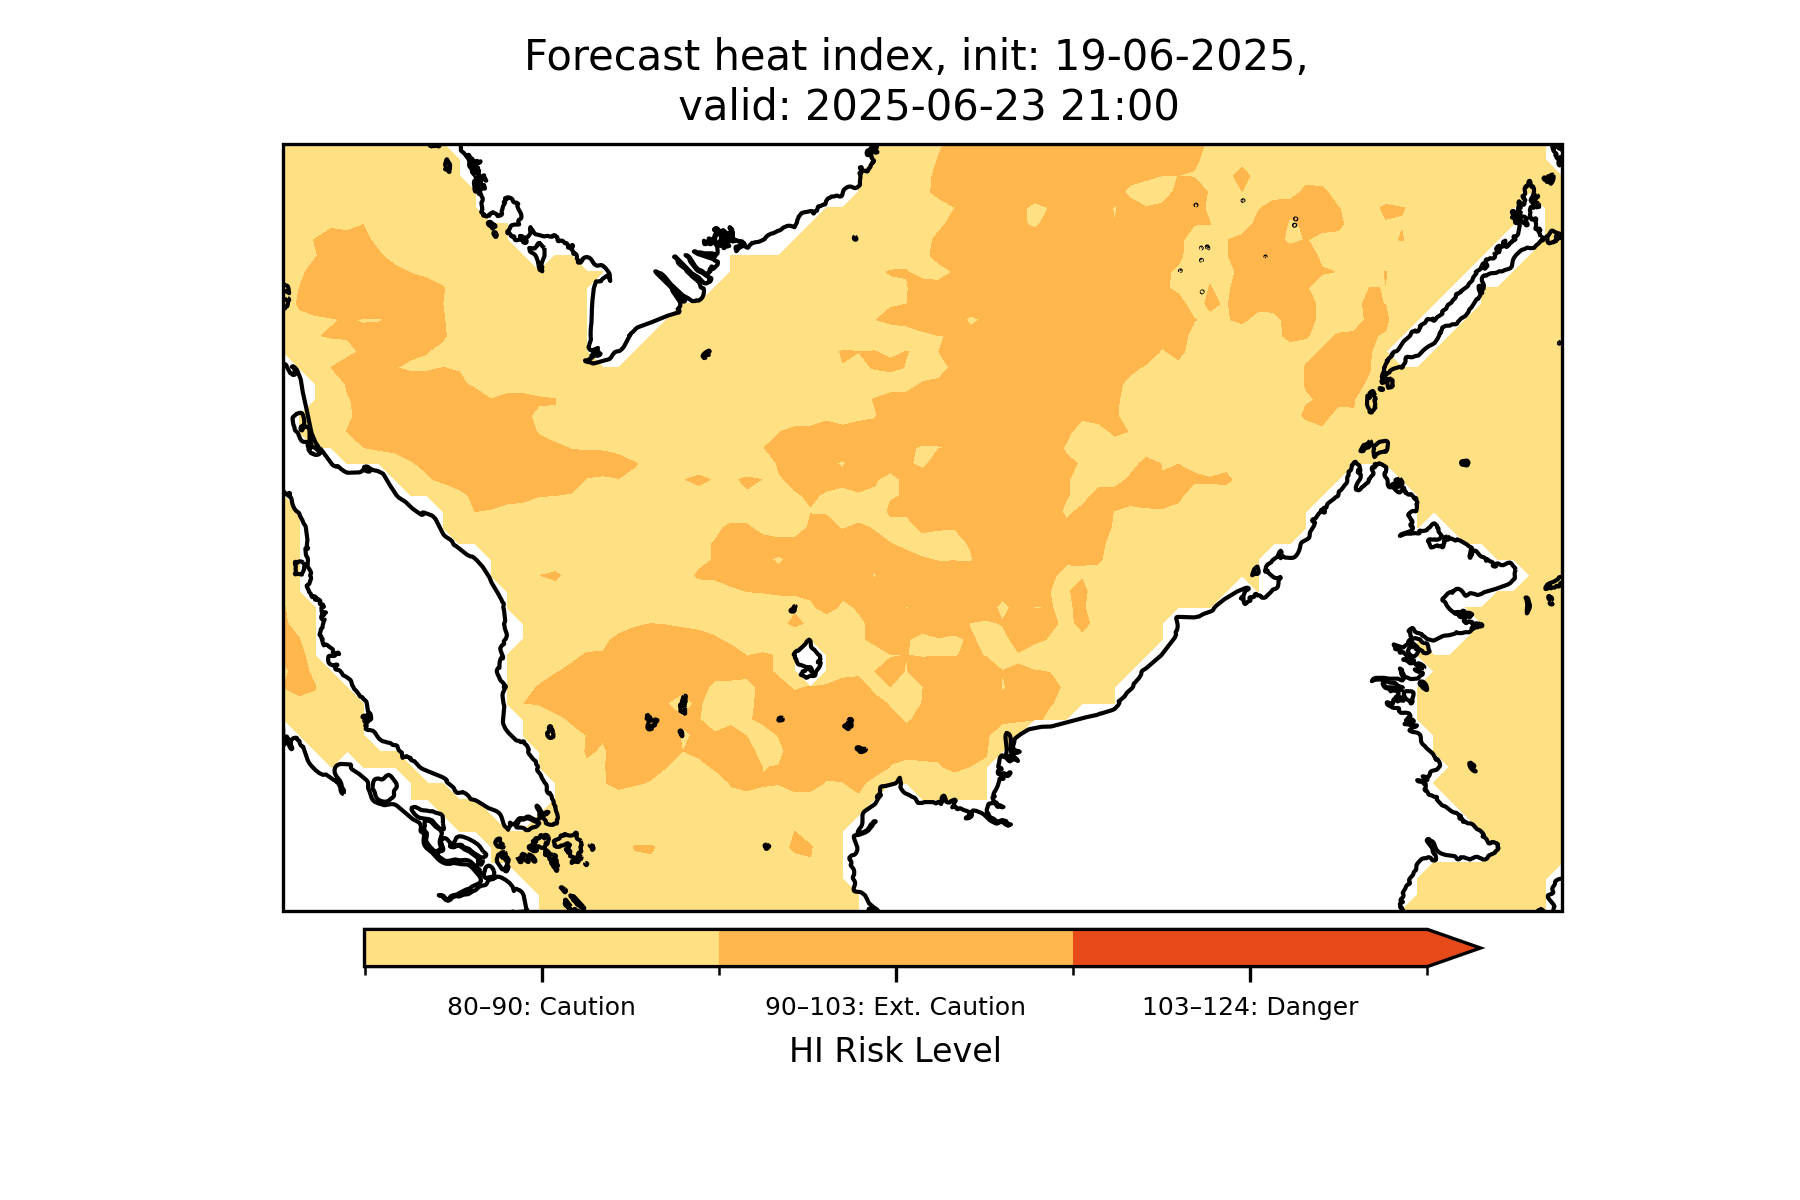 Forecast heat index, init: 19-06-2025,
valid: 2025-06-23 21:00
80–90: Caution
90–103: Ext. Caution
103–124: Danger
HI Risk Level